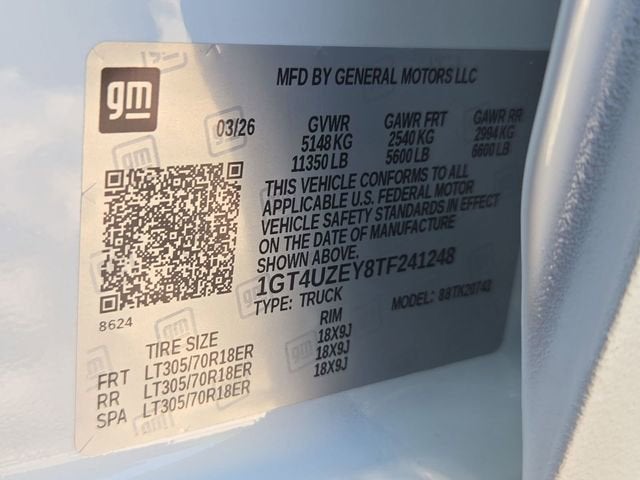 gm
MFD BY GENERAL MOTORS LLC
03/26 GVWR GAWR FRT GAWR RR
5148 KG 2540 KG 2994 KG
11350 LB 5600 LB 6600 LB
THIS VEHICLE CONFORMS TO ALL
APPLICABLE U.S. FEDERAL MOTOR
VEHICLE SAFETY STANDARDS IN EFFECT
ON THE DATE OF MANUFACTURE
SHOWN ABOVE.
1GT4UZEY8TF241248
TYPE: TRUCK MODEL:
8624
TIRE SIZE RIM
FRT LT305/70R18ER 18X9J
RR LT305/70R18ER 18X9J
SPA LT305/70R18ER 18X9J